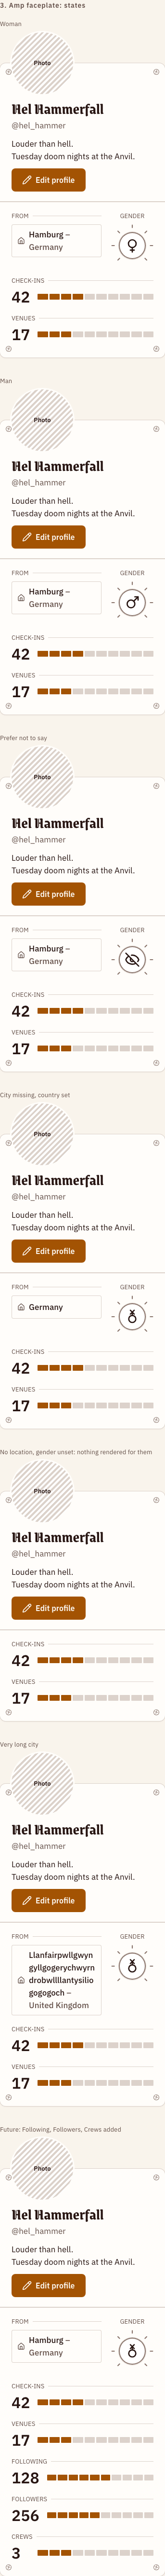 3. Amp faceplate: states
Woman
Photo
Hel Hammerfall
@hel_hammer
Louder than hell.
Tuesday doom nights at the Anvil.
Edit profile
FROM
GENDER
Hamburg –
Germany
CHECK-INS
42
VENUES
17
Man
Photo
Hel Hammerfall
@hel_hammer
Louder than hell.
Tuesday doom nights at the Anvil.
Edit profile
FROM
GENDER
Hamburg –
Germany
CHECK-INS
42
VENUES
17
Prefer not to say
Photo
Hel Hammerfall
@hel_hammer
Louder than hell.
Tuesday doom nights at the Anvil.
Edit profile
FROM
GENDER
Hamburg –
Germany
CHECK-INS
42
VENUES
17
City missing, country set
Photo
Hel Hammerfall
@hel_hammer
Louder than hell.
Tuesday doom nights at the Anvil.
Edit profile
FROM
GENDER
Germany
CHECK-INS
42
VENUES
17
No location, gender unset: nothing rendered for them
Photo
Hel Hammerfall
@hel_hammer
Louder than hell.
Tuesday doom nights at the Anvil.
Edit profile
CHECK-INS
42
VENUES
17
Very long city
Photo
Hel Hammerfall
@hel_hammer
Louder than hell.
Tuesday doom nights at the Anvil.
Edit profile
FROM
GENDER
Llanfairpwllgwyn
gyllgogerychwyrn
drobwllllantysilio
gogogoch –
United Kingdom
CHECK-INS
42
VENUES
17
Future: Following, Followers, Crews added
Photo
Hel Hammerfall
@hel_hammer
Louder than hell.
Tuesday doom nights at the Anvil.
Edit profile
FROM
GENDER
Hamburg –
Germany
CHECK-INS
42
VENUES
17
FOLLOWING
128
FOLLOWERS
256
CREWS
3